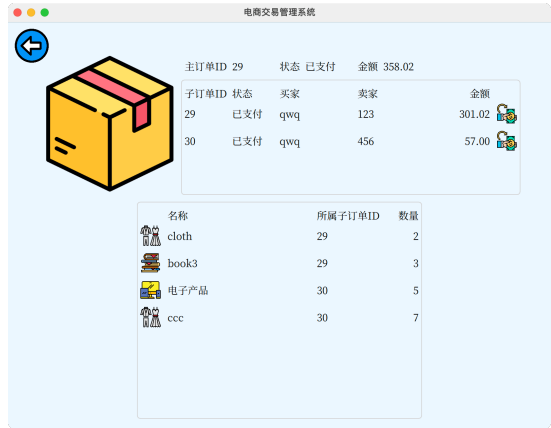 电商交易管理系统
主订单ID 29 状态 已支付 金额 358.02
子订单ID 状态 买家 卖家 金额
29 已支付 qwq 123 301.02
30 已支付 qwq 456 57.00
名称 所属子订单ID 数量
cloth 29 2
book3 29 3
电子产品 30 5
ccc 30 7